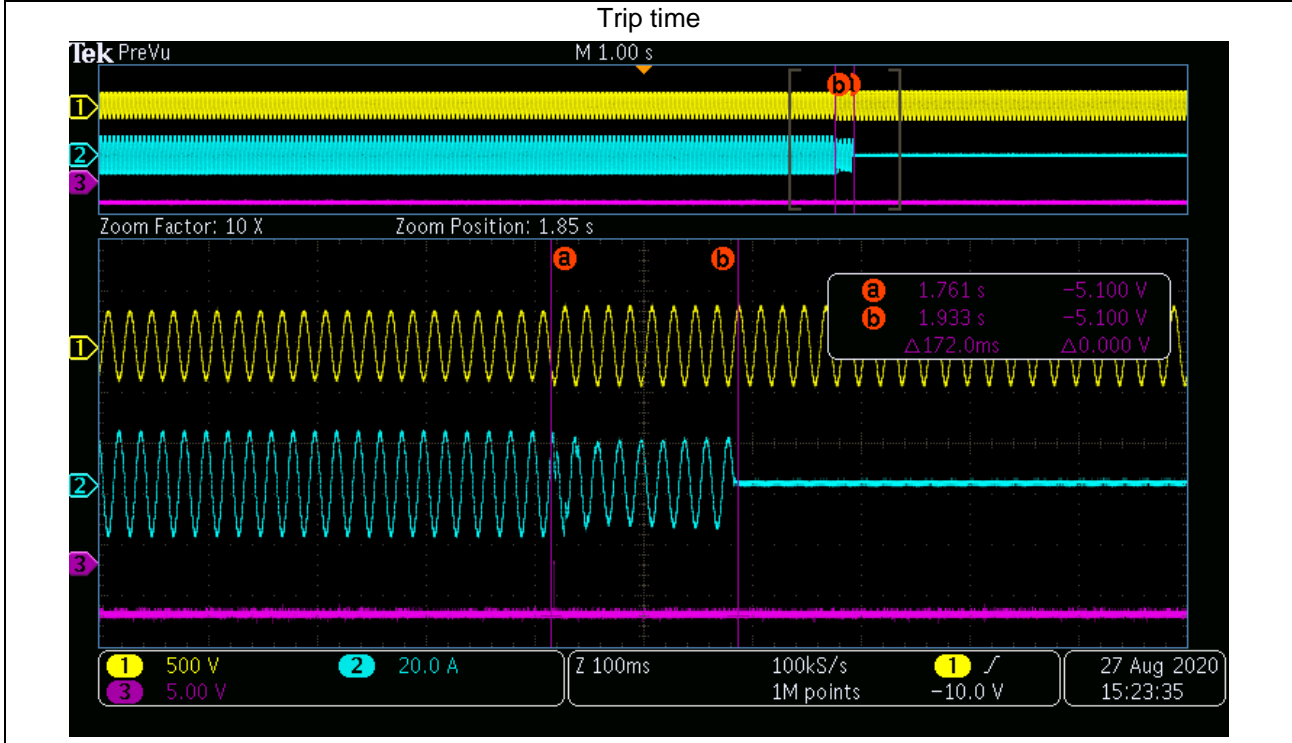 Trip time
Tek PreVu M 1.00 s
b
1
2
3
Zoom Factor: 10 X Zoom Position: 1.85 s
a b
a 1.761 s −5.100 V
b 1.933 s −5.100 V
△172.0ms △0.000 V
1
2
3
1 500 V 2 20.0 A
3 5.00 V
Z 100ms 100kS/s 1 /
1M points −10.0 V
27 Aug 2020
15:23:35